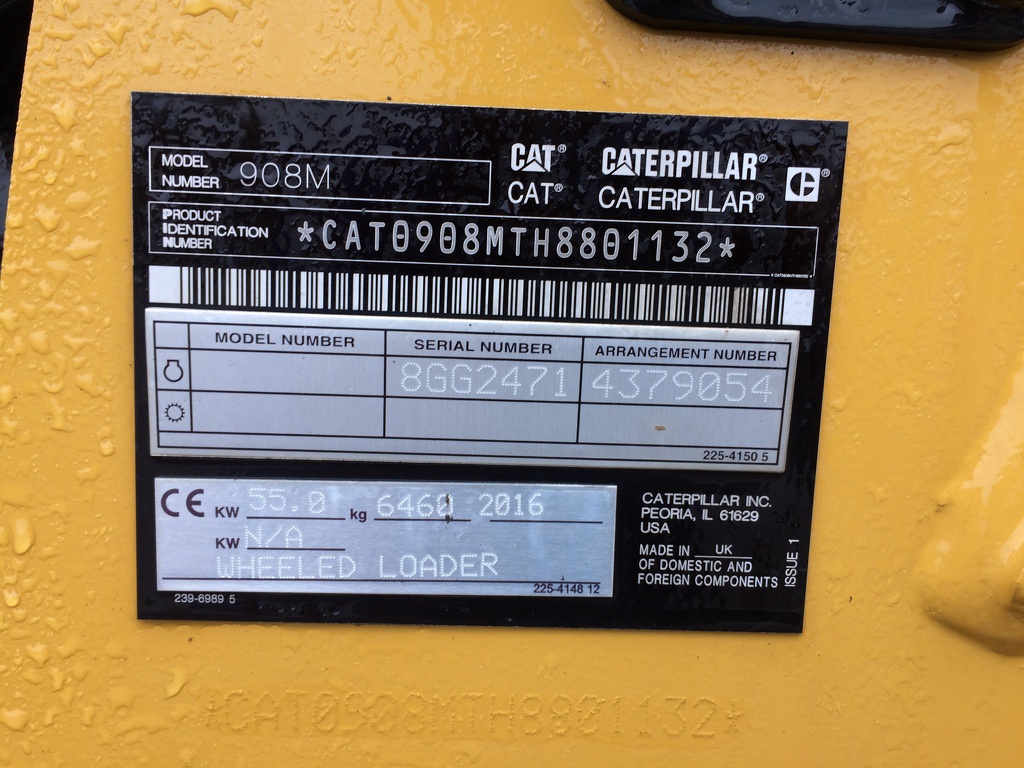 MODEL NUMBER 908M
CAT® CATERPILLAR®
CAT® CATERPILLAR®
PRODUCT IDENTIFICATION NUMBER *CAT0908MTH8801132*
MODEL NUMBER SERIAL NUMBER ARRANGEMENT NUMBER
8GG2471 4379054
225-4150 5
CE KW 55.0 kg 6460 2016
KW N/A
WHEELED LOADER
225-4148 12
239-6989 5
CATERPILLAR INC.
PEORIA, IL 61629
USA
MADE IN UK
OF DOMESTIC AND
FOREIGN COMPONENTS
ISSUE 1
*CAT0908MTH8801132*